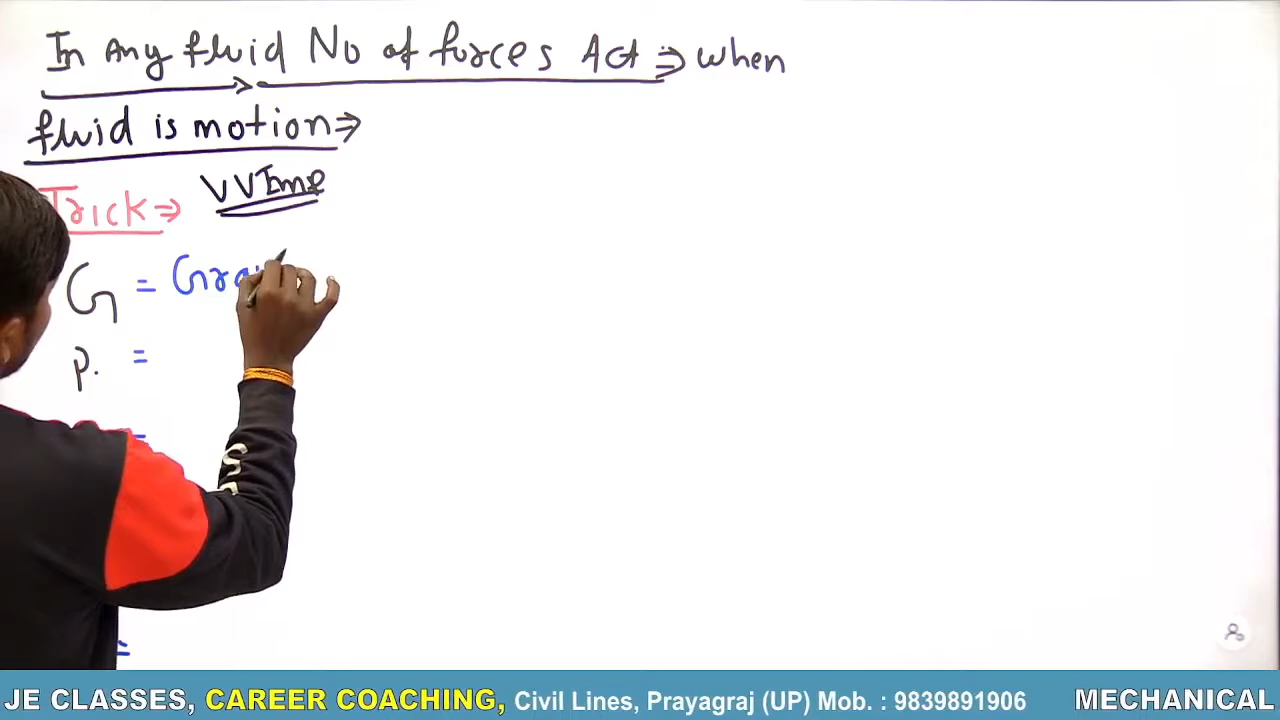 In Any fluid No of forces Act ⇒ when
fluid is motion ⇒
Trick ⇒ VVImp
G =
P. =
=
=
JE CLASSES, CAREER COACHING, Civil Lines, Prayagraj (UP) Mob. : 9839891906 MECHANICAL